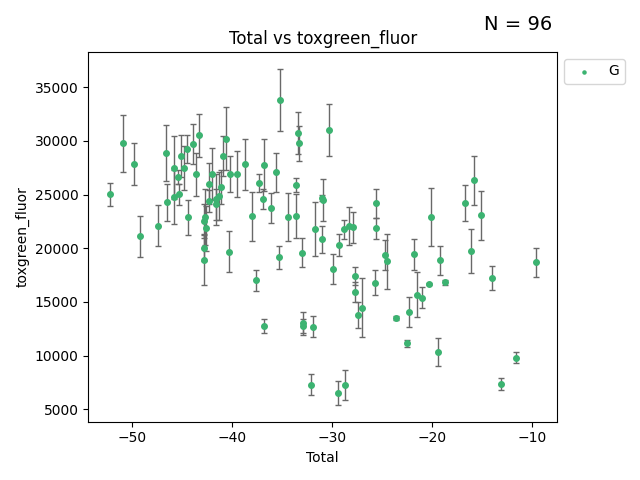 N = 96
Total vs toxgreen_fluor
G
toxgreen_fluor
35000
30000
25000
20000
15000
10000
5000
−50 −40 −30 −20 −10
Total